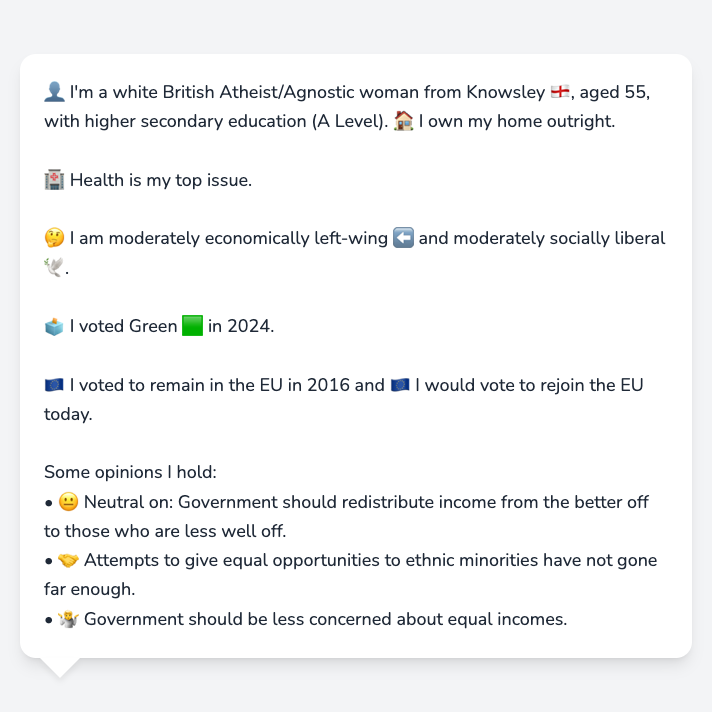 👤 I'm a white British Atheist/Agnostic woman from Knowsley 🏴󠁧󠁢󠁥󠁮󠁧󠁿, aged 55,
with higher secondary education (A Level). 🏠 I own my home outright.
🏥 Health is my top issue.
🤔 I am moderately economically left-wing ⬅️ and moderately socially liberal
🕊️.
🗳️ I voted Green 🟩 in 2024.
🇪🇺 I voted to remain in the EU in 2016 and 🇪🇺 I would vote to rejoin the EU
today.
Some opinions I hold:
• 😐 Neutral on: Government should redistribute income from the better off
to those who are less well off.
• 🤝 Attempts to give equal opportunities to ethnic minorities have not gone
far enough.
• 🤷 Government should be less concerned about equal incomes.